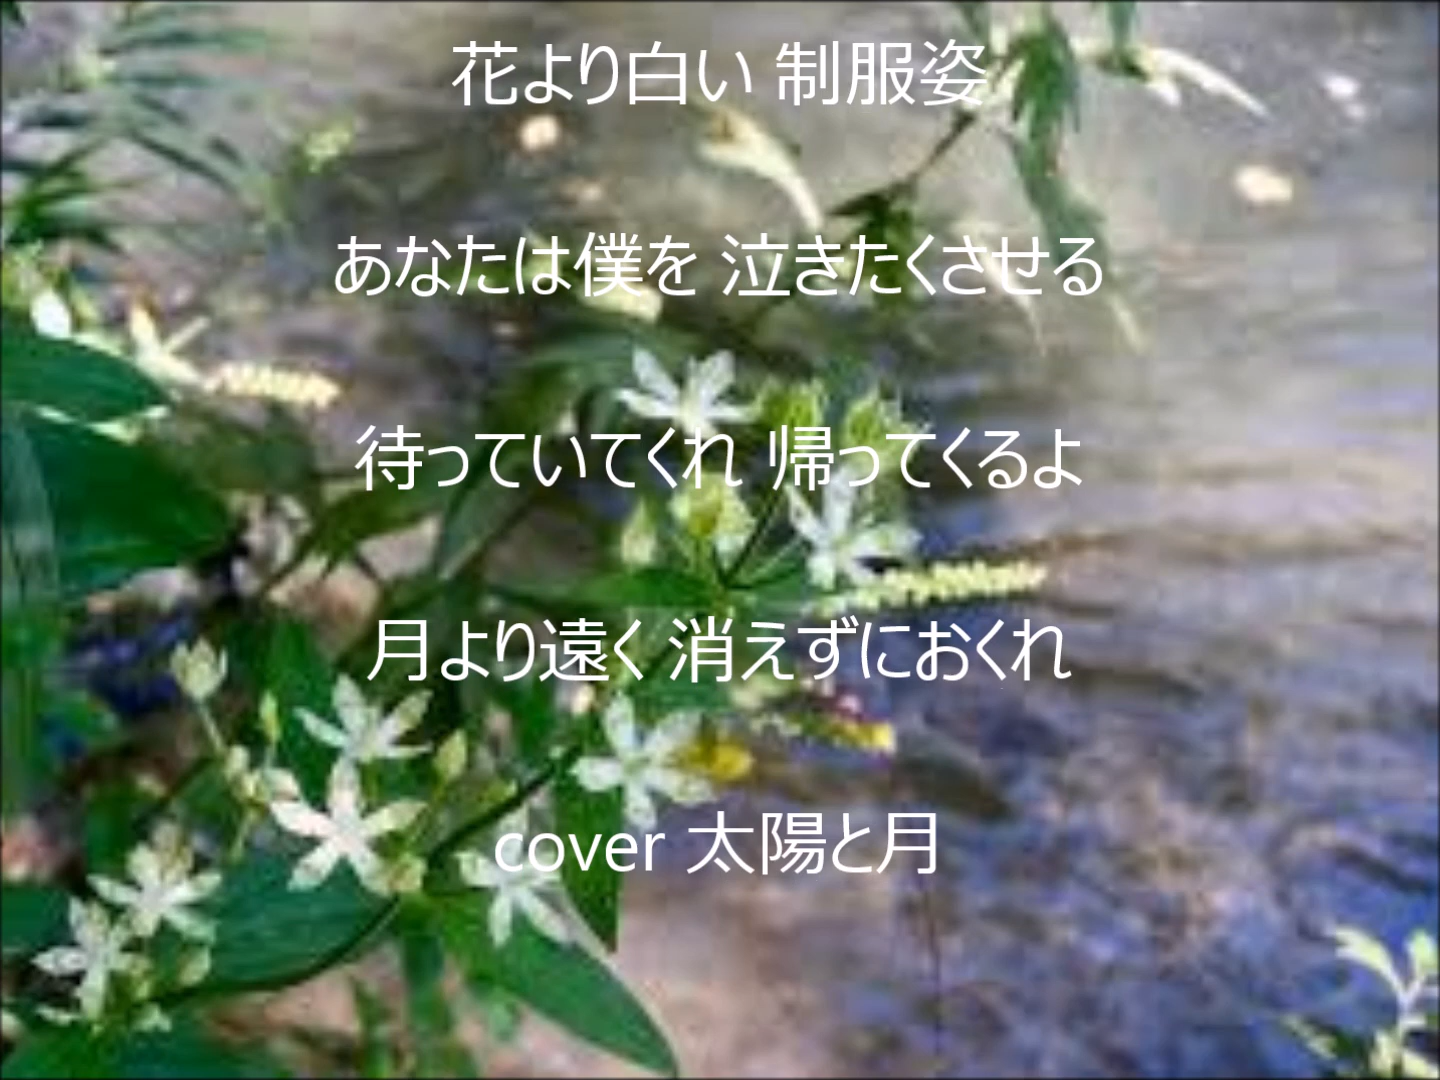 花より白い 制服姿
あなたは僕を 泣きたくさせる
待っていてくれ 帰ってくるよ
月より遠く 消えずにおくれ
cover 太陽と月